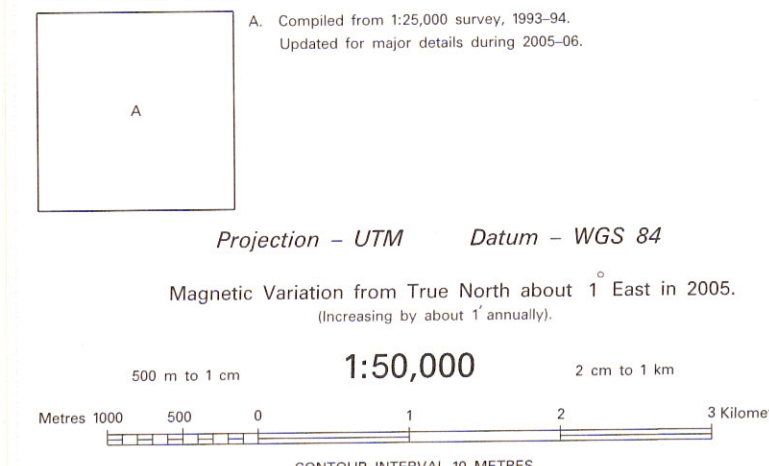 A. Compiled from 1:25,000 survey, 1993–94.
Updated for major details during 2005–06.
A
Projection – UTM Datum – WGS 84
Magnetic Variation from True North about 1° East in 2005.
(Increasing by about 1′ annually).
500 m to 1 cm 1:50,000 2 cm to 1 km
Metres 1000 500 0 1 2 3 Kilome
CONTOUR INTERVAL 10 METRES